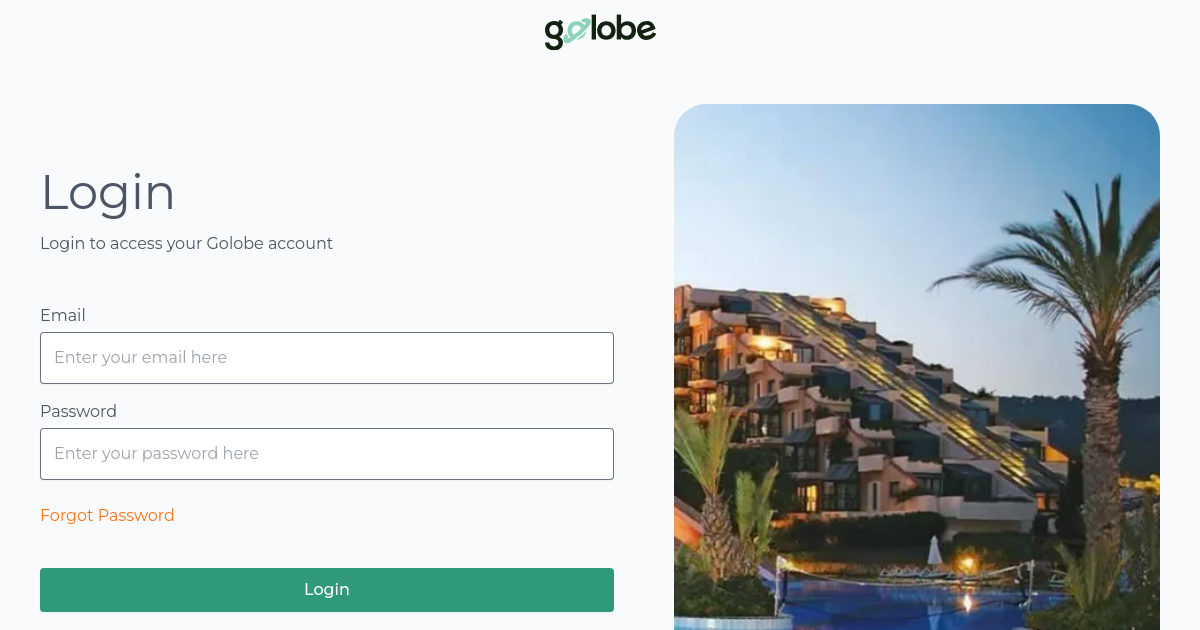 golobe
Login
Login to access your Golobe account
Email
Enter your email here
Password
Enter your password here
Forgot Password
Login